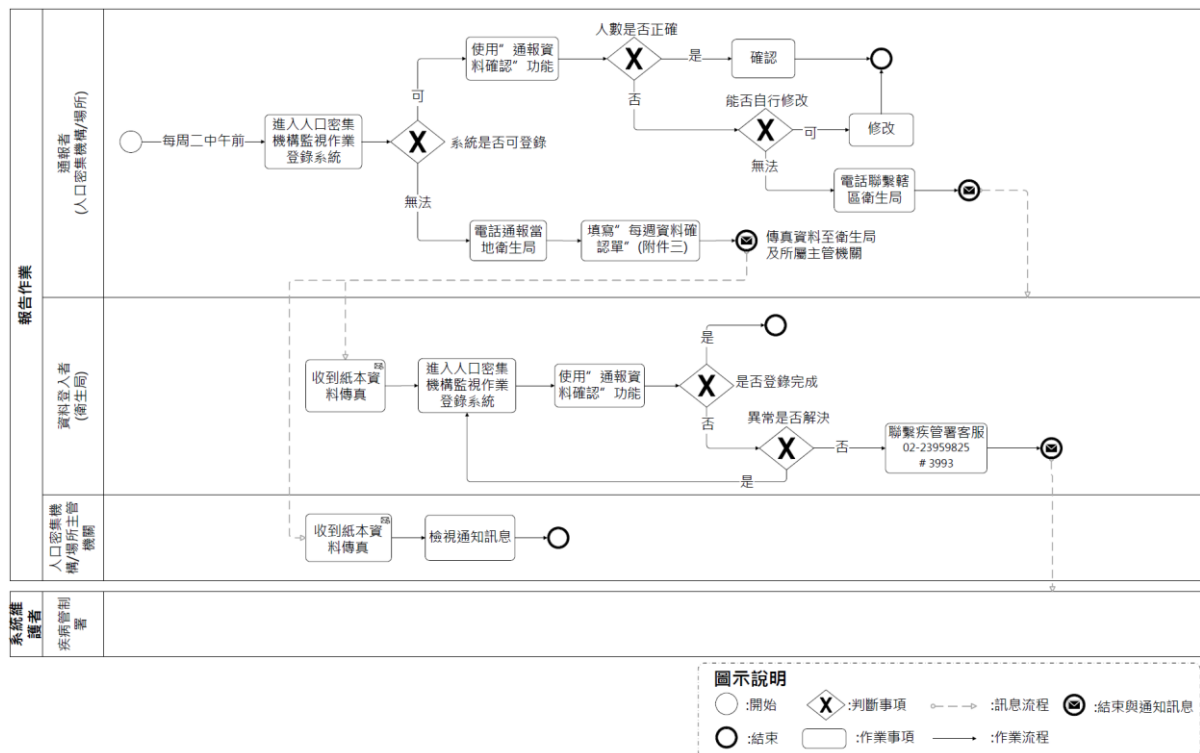 報告作業
通報者
(人口密集機構/場所)
每周二中午前
進入人口密集
機構監視作業
登錄系統
系統是否可登錄
可
使用”通報資
料確認”功能
人數是否正確
是
確認
否
能否自行修改
可
修改
無法
電話聯繫轄
區衛生局
無法
電話通報當
地衛生局
填寫”每週資料確
認單”(附件三)
傳真資料至衛生局
及所屬主管機關
資料登入者
(衛生局)
收到紙本資
料傳真
進入人口密集
機構監視作業
登錄系統
使用”通報資
料確認”功能
是
是否登錄完成
否
異常是否解決
否
聯繫疾管署客服
02-23959825
# 3993
是
人口密集機
構/場所主管
機關
收到紙本資
料傳真
檢視通知訊息
系統維
護者
疾病管制
署
圖示說明
:開始
:判斷事項
:訊息流程
:結束與通知訊息
:結束
:作業事項
:作業流程